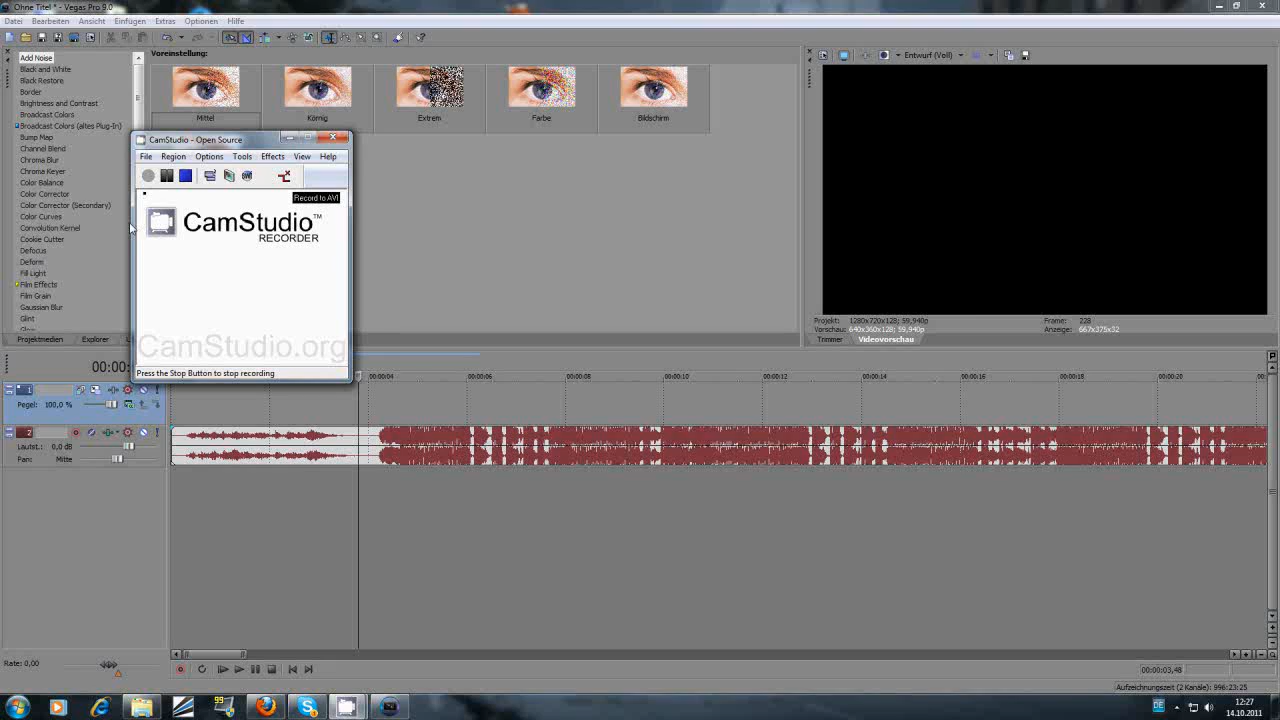 Ohne Titel * - Vegas Pro 9.0
Datei Bearbeiten Ansicht Einfügen Extras Optionen Hilfe
Voreinstellung:
Add Noise
Black and White
Black Restore
Border
Brightness and Contrast
Broadcast Colors
Broadcast Colors (altes Plug-In)
Bump Map
Channel Blend
Chroma Blur
Chroma Keyer
Color Balance
Color Corrector
Color Corrector (Secondary)
Color Curves
Convolution Kernel
Cookie Cutter
Defocus
Deform
Fill Light
Film Effects
Film Grain
Gaussian Blur
Glint
Mittel Körnig Extrem Farbe Bildschirm
Entwurf (Voll)
CamStudio - Open Source
File Region Options Tools Effects View Help
Record to AVI
CamStudio™
RECORDER
CamStudio.org
Press the Stop Button to stop recording
Projekt: 1280x720x128; 59,940p
Vorschau: 640x360x128; 59,940p
Frame: 228
Anzeige: 667x375x32
Projektmedien Explorer
Trimmer Videovorschau
00:00:
00:00:04 00:00:06 00:00:08 00:00:10 00:00:12 00:00:14 00:00:16 00:00:18 00:00:20
1
Pegel: 100,0 %
2
Lautst.: 0,0 dB
Pan: Mitte
Rate: 0,00
00:00:03,48
Aufzeichnungszeit (2 Kanäle): 996:23:25
99
DE
12:27
14.10.2011